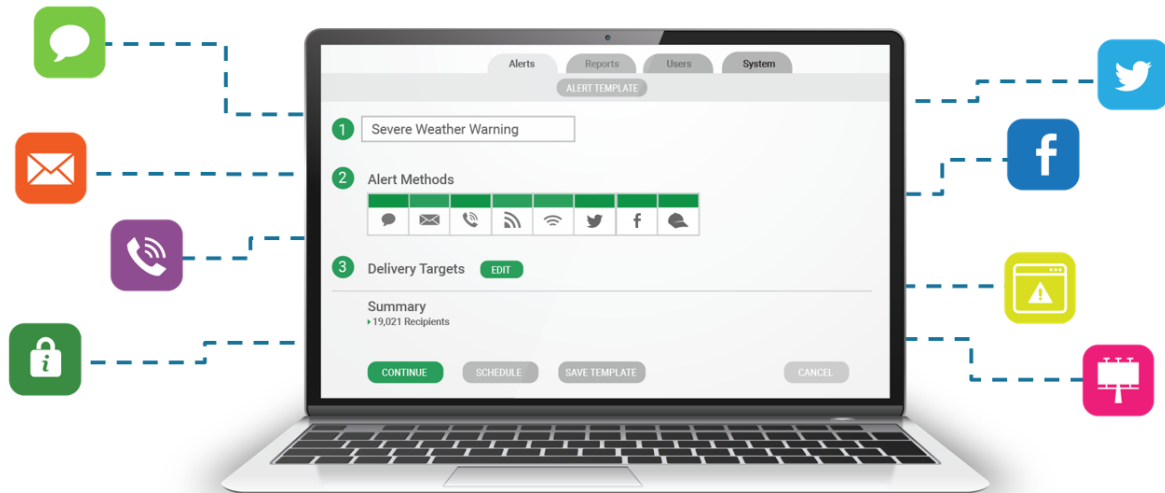 Alerts
Reports
Users
System
ALERT TEMPLATE
1
Severe Weather Warning
2
Alert Methods
3
Delivery Targets
EDIT
Summary
19,021 Recipients
CONTINUE
SCHEDULE
SAVE TEMPLATE
CANCEL